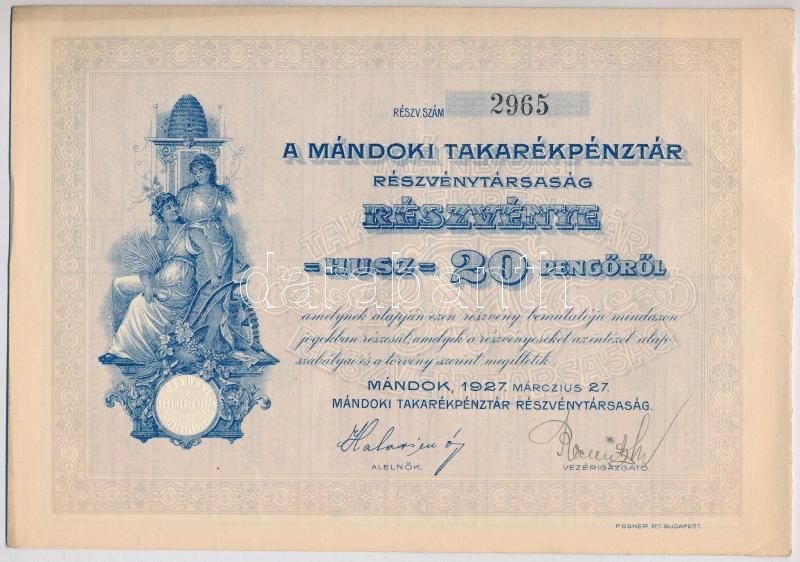 RÉSZV SZÁM 2965
A MÁNDOKI TAKARÉKPÉNZTÁR
RÉSZVÉNYTÁRSASÁG
RÉSZVÉNYE
=HUSZ= 20 PENGŐRŐL
amelynek alapján ezen részvény bemutatója mindazon
jogokban részesül, amelyek a részvényeseket az intézet alap-
szabályai és a törvény szerint megilletik.
MÁNDOK, 1927. MÁRCZIUS 27.
MÁNDOKI TAKARÉKPÉNZTÁR RÉSZVÉNYTÁRSASÁG.
ALELNÖK. VEZÉRIGAZGATÓ.
POSNER R.T. BUDAPEST.
darabanth.com